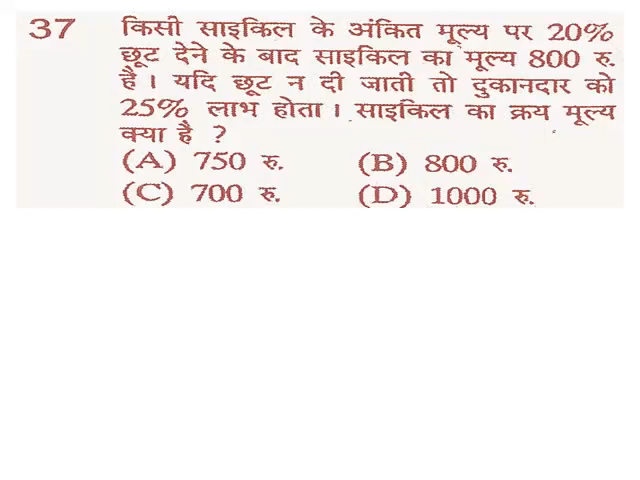 37 किसी साइकिल के अंकित मूल्य पर 20%
छूट देने के बाद साइकिल का मूल्य 800 रु.
है। यदि छूट न दी जाती तो दुकानदार को
25% लाभ होता। साइकिल का क्रय मूल्य
क्या है ?
(A) 750 रु. (B) 800 रु.
(C) 700 रु. (D) 1000 रु.